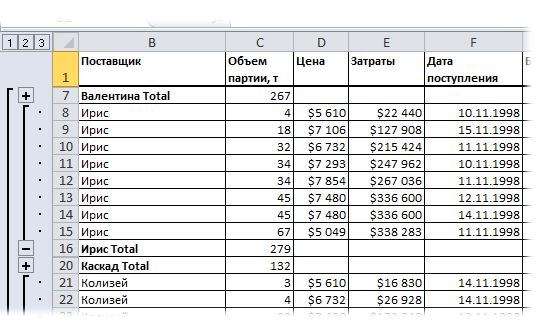 1 2 3 B C D E F
1 Поставщик Объем партии, т Цена Затраты Дата поступления
7 Валентина Total 267
8 Ирис 4 $5 610 $22 440 10.11.1998
9 Ирис 18 $7 106 $127 908 15.11.1998
10 Ирис 32 $6 732 $215 424 11.11.1998
11 Ирис 34 $7 293 $247 962 10.11.1998
12 Ирис 34 $7 854 $267 036 11.11.1998
13 Ирис 45 $7 480 $336 600 12.11.1998
14 Ирис 45 $7 480 $336 600 14.11.1998
15 Ирис 67 $5 049 $338 283 11.11.1998
16 Ирис Total 279
20 Каскад Total 132
21 Колизей 3 $5 610 $16 830 14.11.1998
22 Колизей 4 $6 732 $26 928 14.11.1998